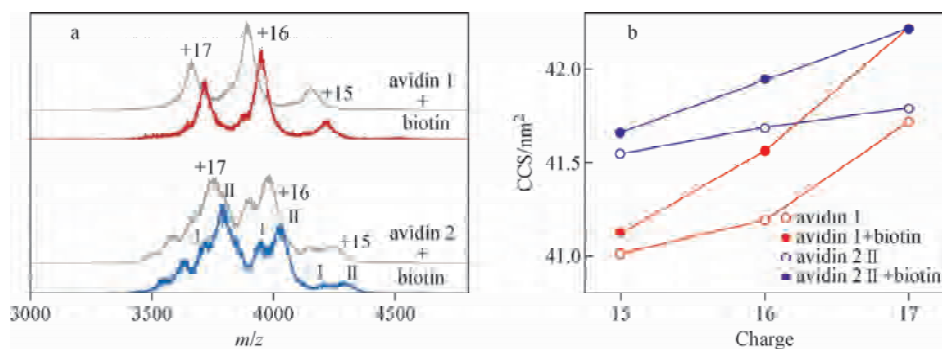 a
+17
+16
+15
avidin 1
+
biotin
+17
II
+16
II
I
I
+15
avidin 2
+
I
II
biotin
3000
3500
4000
4500
m/z
b
CCS/nm²
42.0
41.5
41.0
avidin 1
avidin 1+biotin
avidin 2 II
avidin 2 II +biotin
15
16
17
Charge